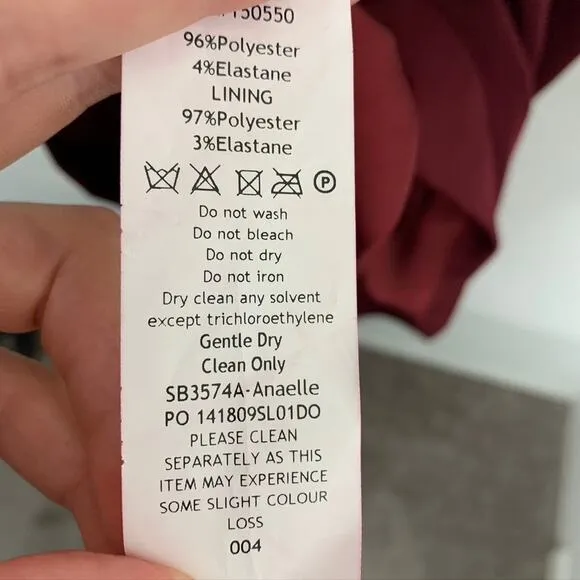 96%Polyester
4%Elastane
LINING
97%Polyester
3%Elastane
P
Do not wash
Do not bleach
Do not dry
Do not iron
Dry clean any solvent
except trichloroethylene
Gentle Dry
Clean Only
SB3574A-Anaelle
PO 141809SL01DO
PLEASE CLEAN
SEPARATELY AS THIS
ITEM MAY EXPERIENCE
SOME SLIGHT COLOUR
LOSS
004